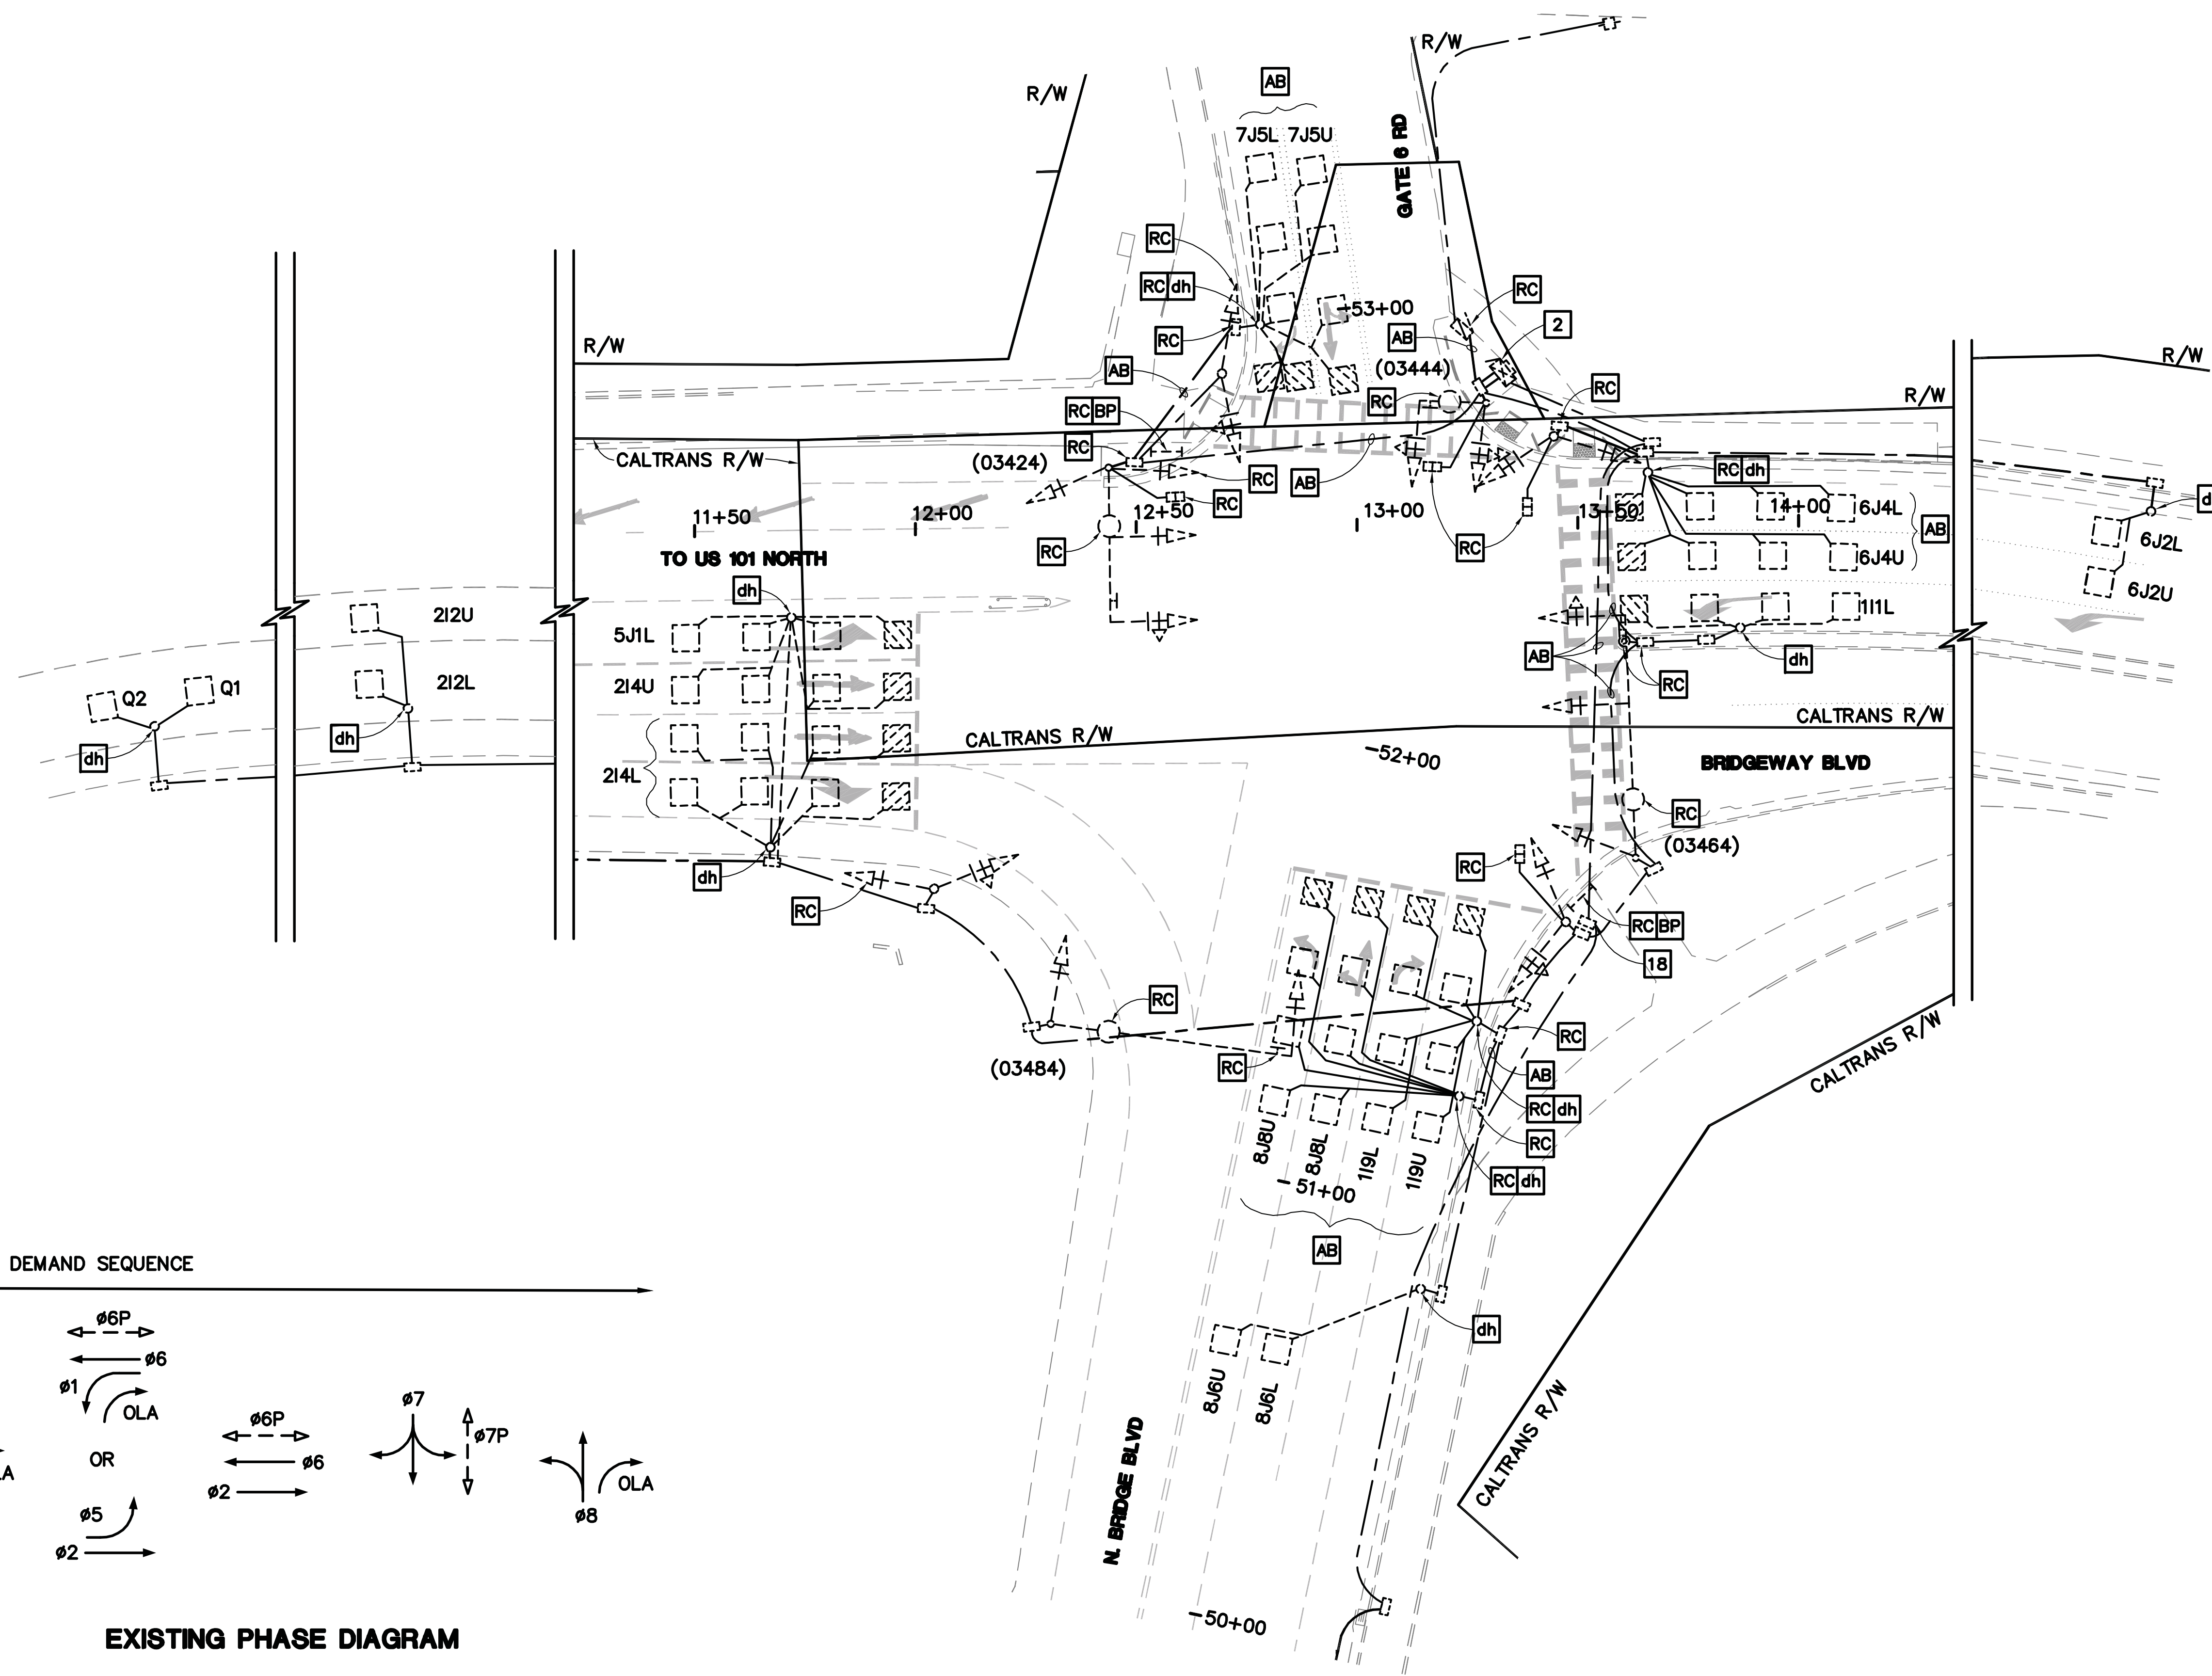 R/W
R/W
AB
7J5L 7J5U
GATE 6 RD
RC
RC dh
RC
RC
53+00
2
AB
(03444)
AB
R/W
R/W
RC
RC
R/W
RC BP
RC
CALTRANS R/W
(03424)
RC
AB
RC dh
11+50
12+00
12+50
RC
13+00
13+50
14+00
6J4L
AB
6J2L
TO US 101 NORTH
RC
RC
6J4U
6J2U
dh
1I1L
2I2U
5J1L
AB
dh
Q2
Q1
2I2L
2I4U
RC
dh
dh
CALTRANS R/W
CALTRANS R/W
2I4L
52+00
BRIDGEWAY BLVD
RC
(03464)
dh
RC
RC
RC BP
18
RC
RC
(03484)
RC
AB
RC dh
RC
8J8U
8J8L
1I9L
1I9U
RC dh
51+00
AB
CALTRANS R/W
dh
8J6U
8J6L
CALTRANS R/W
N. BRIDGE BLVD
50+00
DEMAND SEQUENCE
ø6P
ø6
ø1
OLA
OR
ø5
ø2
ø6P
ø6
ø2
ø7
ø7P
OLA
ø8
EXISTING PHASE DIAGRAM